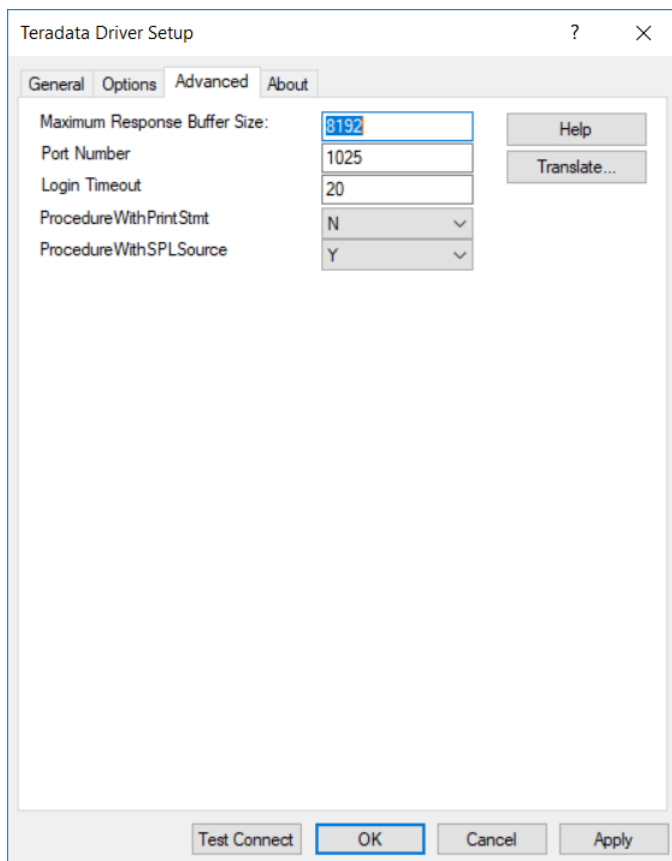 Teradata Driver Setup ?
General Options Advanced About
Maximum Response Buffer Size: 8192 Help
Port Number 1025 Translate...
Login Timeout 20
ProcedureWithPrintStmt N
ProcedureWithSPLSource Y
Test Connect OK Cancel Apply